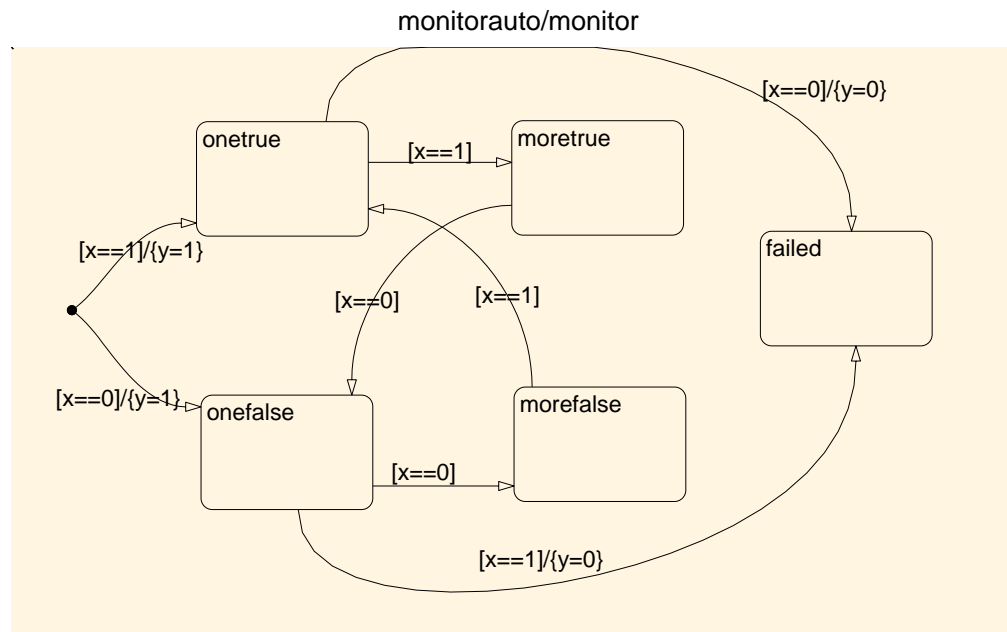 monitorauto/monitor
[x==0]/{y=0}
onetrue
moretrue
[x==1]
[x==1]/{y=1}
failed
[x==0]
[x==1]
[x==0]/{y=1}
onefalse
morefalse
[x==0]
[x==1]/{y=0}